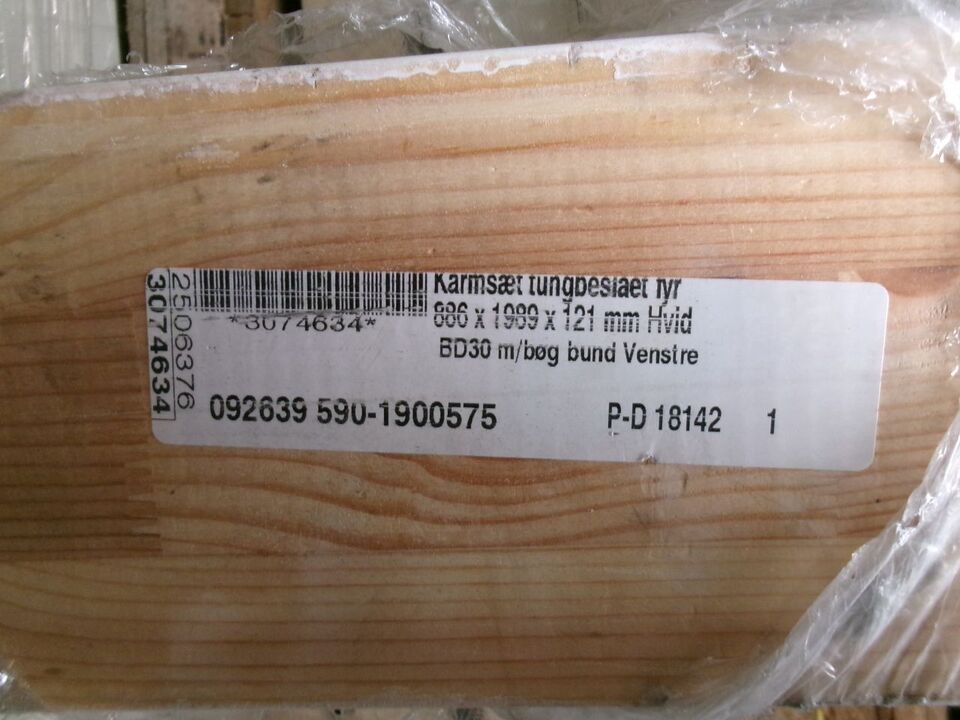 Karmsæt tungbeslået fyr
886 x 1989 x 121 mm Hvid
BD30 m/bøg bund Venstre
*3074634*
092639 590-1900575 P-D 18142 1
2506376
3074634